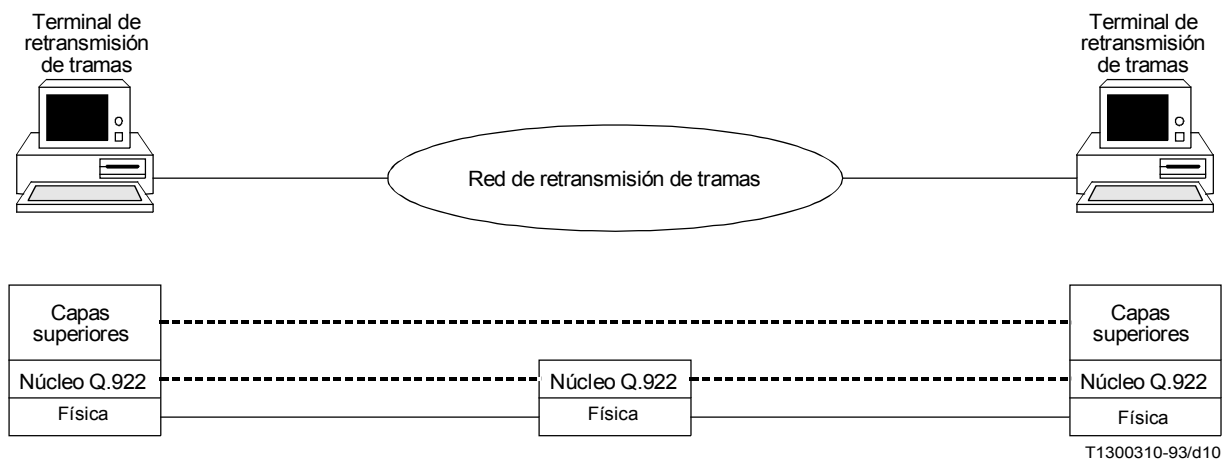 Terminal de
retransmisión
de tramas
Terminal de
retransmisión
de tramas
Red de retransmisión de tramas
Capas
superiores
Capas
superiores
Núcleo Q.922
Núcleo Q.922
Núcleo Q.922
Física
Física
Física
T1300310-93/d10